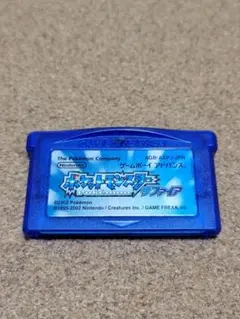 The Pokémon Company AGB-AXPJ-JPN
Nintendo ゲームボーイ アドバンス
ポケットモンスター
サファイア
©2002 Pokémon
©1995-2002 Nintendo / Creatures inc. / GAME FREAK inc.